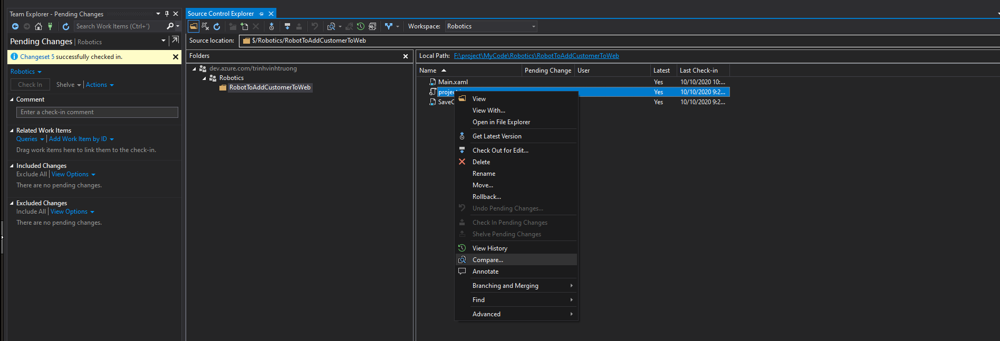 Team Explorer - Pending Changes
Search Work Items (Ctrl+')
Pending Changes | Robotics
Changeset 5 successfully checked in.
Robotics
Check In
Shelve
Actions
Comment
Enter a check-in comment
Related Work Items
Queries
Add Work Item by ID
Drag work items here to link them to the check-in.
Included Changes
Exclude All
View Options
There are no pending changes.
Excluded Changes
Include All
View Options
There are no pending changes.
Source Control Explorer
Workspace:
Robotics
Source location:
$/Robotics/RobotToAddCustomerToWeb
Folders
dev.azure.com/trinhvinhtruong
Robotics
RobotToAddCustomerToWeb
Local Path:
F:\project\MyCode\Robotics\RobotToAddCustomerToWeb
Name
Pending Change
User
Latest
Last Check-in
Main.xaml
Yes
10/10/2020 10:...
Yes
10/10/2020 9:2...
Yes
10/10/2020 9:2...
View
View With...
Open in File Explorer
Get Latest Version
Check Out for Edit...
Delete
Rename
Move...
Rollback...
Undo Pending Changes...
Check In Pending Changes
Shelve Pending Changes
View History
Compare...
Annotate
Branching and Merging
Find
Advanced